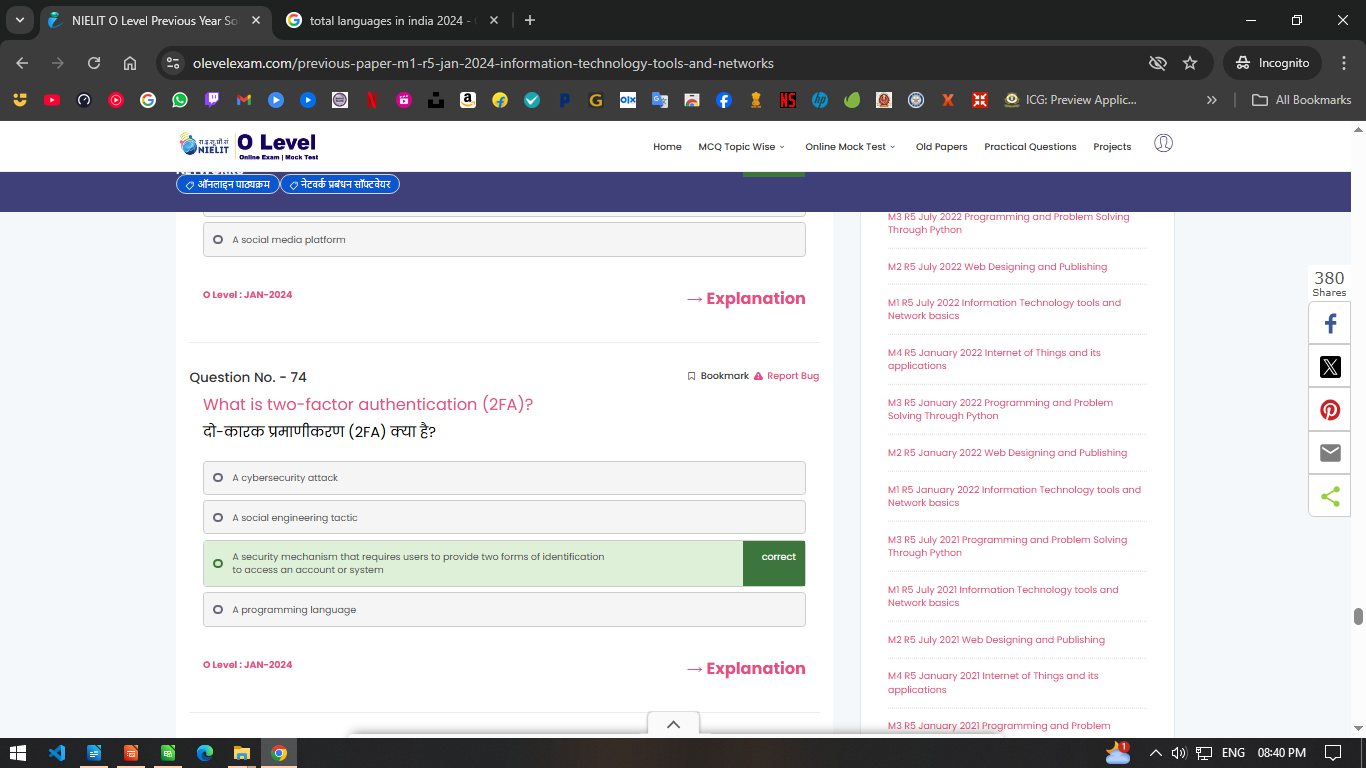 NIELIT O Level Previous Year So
total languages in india 2024 -
olevelexam.com/previous-paper-m1-r5-jan-2024-information-technology-tools-and-networks
Incognito
ICG: Preview Applic...
All Bookmarks
रा.इ.सू.प्रौ.सं
NIELIT
O Level
Online Exam | Mock Test
Home
MCQ Topic Wise
Online Mock Test
Old Papers
Practical Questions
Projects
ऑनलाइन पाठ्यक्रम
नेटवर्क प्रबंधन सॉफ्टवेयर
A social media platform
O Level : JAN-2024
→ Explanation
Question No. - 74
Bookmark
Report Bug
What is two-factor authentication (2FA)?
दो-कारक प्रमाणीकरण (2FA) क्या है?
A cybersecurity attack
A social engineering tactic
A security mechanism that requires users to provide two forms of identification
to access an account or system
correct
A programming language
O Level : JAN-2024
→ Explanation
M3 R5 July 2022 Programming and Problem Solving
Through Python
M2 R5 July 2022 Web Designing and Publishing
M1 R5 July 2022 Information Technology tools and
Network basics
M4 R5 January 2022 Internet of Things and its
applications
M3 R5 January 2022 Programming and Problem
Solving Through Python
M2 R5 January 2022 Web Designing and Publishing
M1 R5 January 2022 Information Technology tools and
Network basics
M3 R5 July 2021 Programming and Problem Solving
Through Python
M1 R5 July 2021 Information Technology tools and
Network basics
M2 R5 July 2021 Web Designing and Publishing
M4 R5 January 2021 Internet of Things and its
applications
M3 R5 January 2021 Programming and Problem
380
Shares
1
ENG
08:40 PM